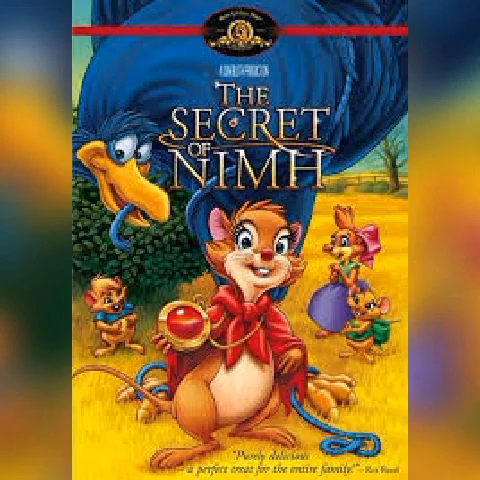 A DON BLUTH PRODUCTION
THE
SECRET
OF
NIMH
"Purely delicious
a perfect treat for the entire family!" – Rex Reed